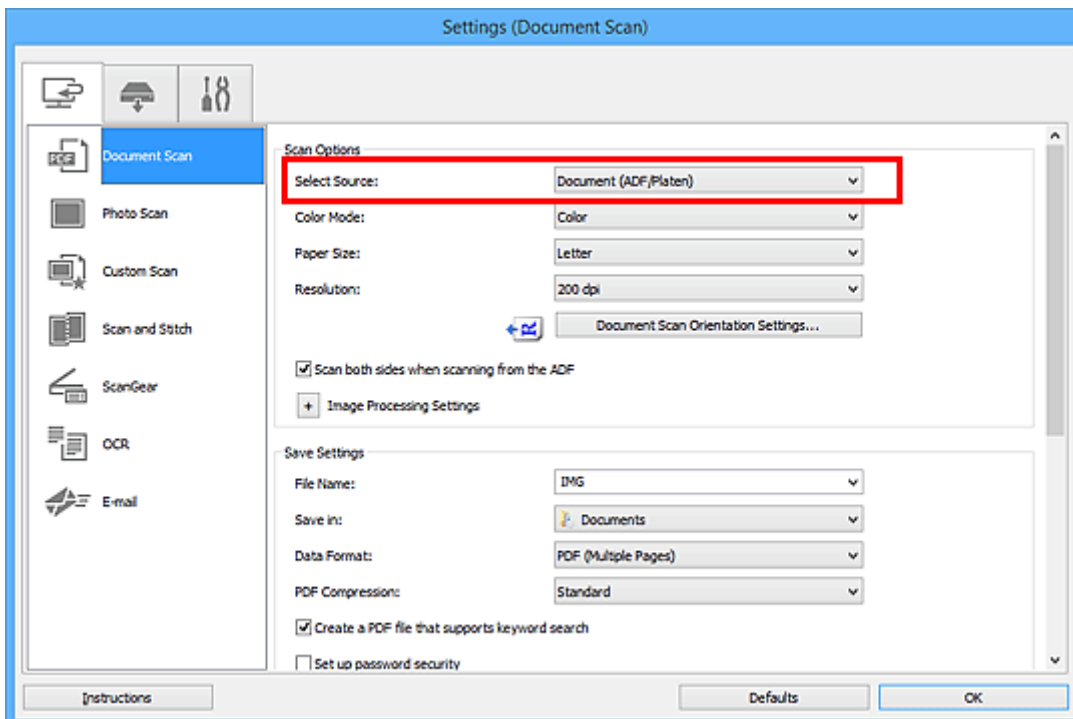 Settings (Document Scan)
PDF
Document Scan
Photo Scan
Custom Scan
Scan and Stitch
ScanGear
OCR
E-mail
Scan Options
Select Source: Document (ADF/Platen)
Color Mode: Color
Paper Size: Letter
Resolution: 200 dpi
R Document Scan Orientation Settings...
Scan both sides when scanning from the ADF
+ Image Processing Settings
Save Settings
File Name: IMG
Save in: Documents
Data Format: PDF (Multiple Pages)
PDF Compression: Standard
Create a PDF file that supports keyword search
Set up password security
Instructions Defaults OK